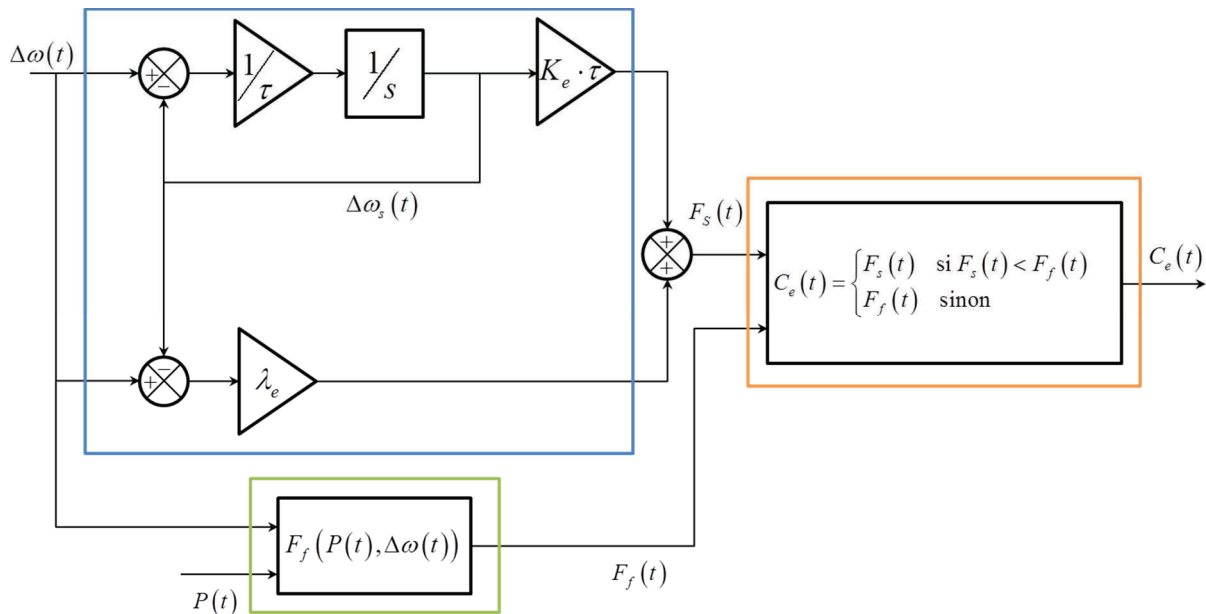 Δω(t)
+
−
1/τ
1/s
K_e · τ
Δω_s(t)
F_S(t)
+
+
C_e(t) = { F_s(t) si F_s(t) < F_f(t)
F_f(t) sinon
C_e(t)
−
+
λ_e
F_f(P(t), Δω(t))
F_f(t)
P(t)